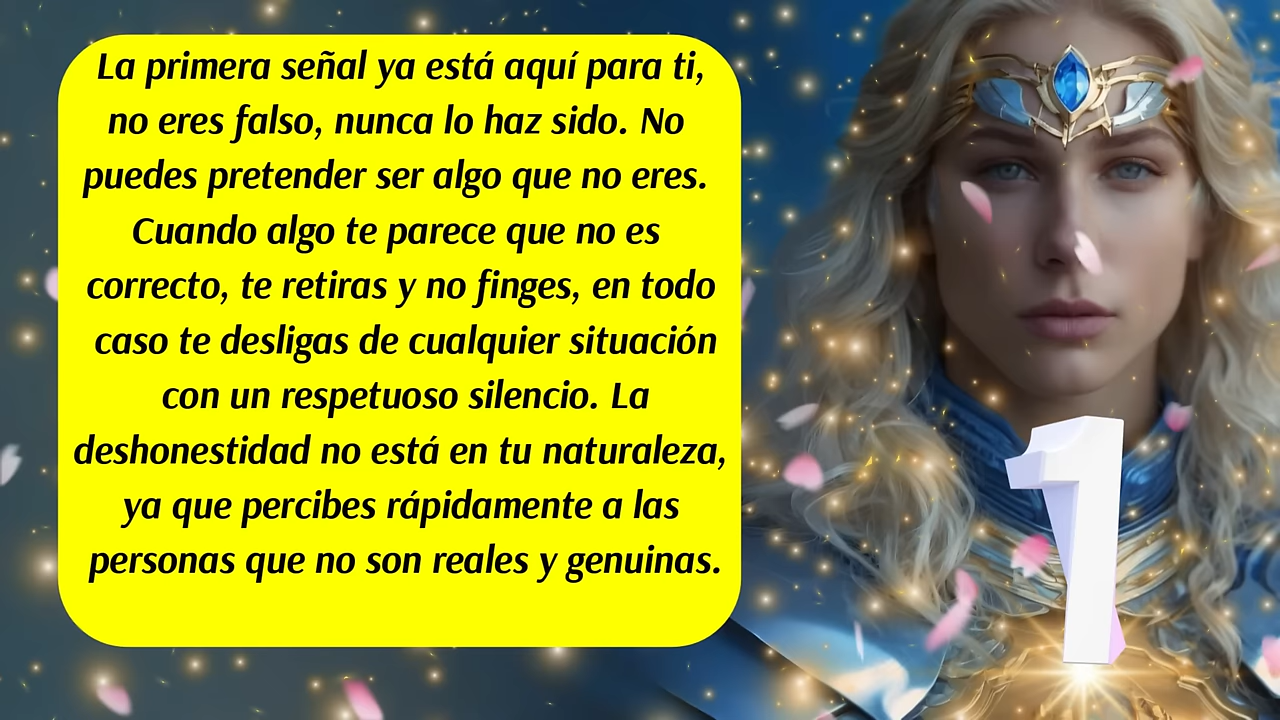 La primera señal ya está aquí para ti,
no eres falso, nunca lo haz sido. No
puedes pretender ser algo que no eres.
Cuando algo te parece que no es
correcto, te retiras y no finges, en todo
caso te desligas de cualquier situación
con un respetuoso silencio. La
deshonestidad no está en tu naturaleza,
ya que percibes rápidamente a las
personas que no son reales y genuinas.
1